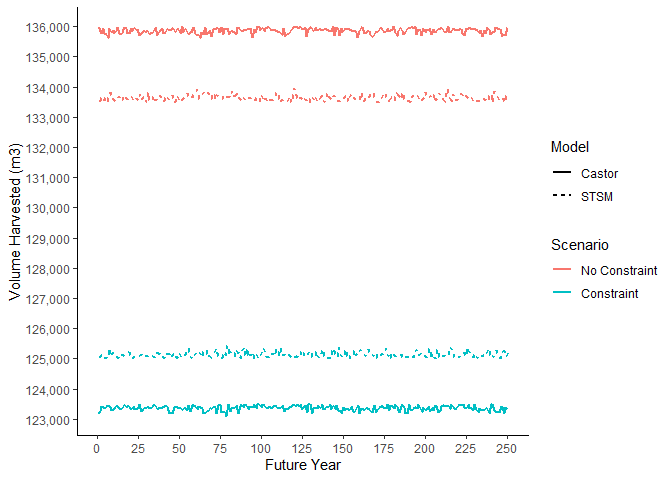 136,000
135,000
134,000
133,000
132,000
131,000
130,000
129,000
128,000
127,000
126,000
125,000
124,000
123,000
Volume Harvested (m3)
0 25 50 75 100 125 150 175 200 225 250
Future Year
Model
Castor
STSM
Scenario
No Constraint
Constraint